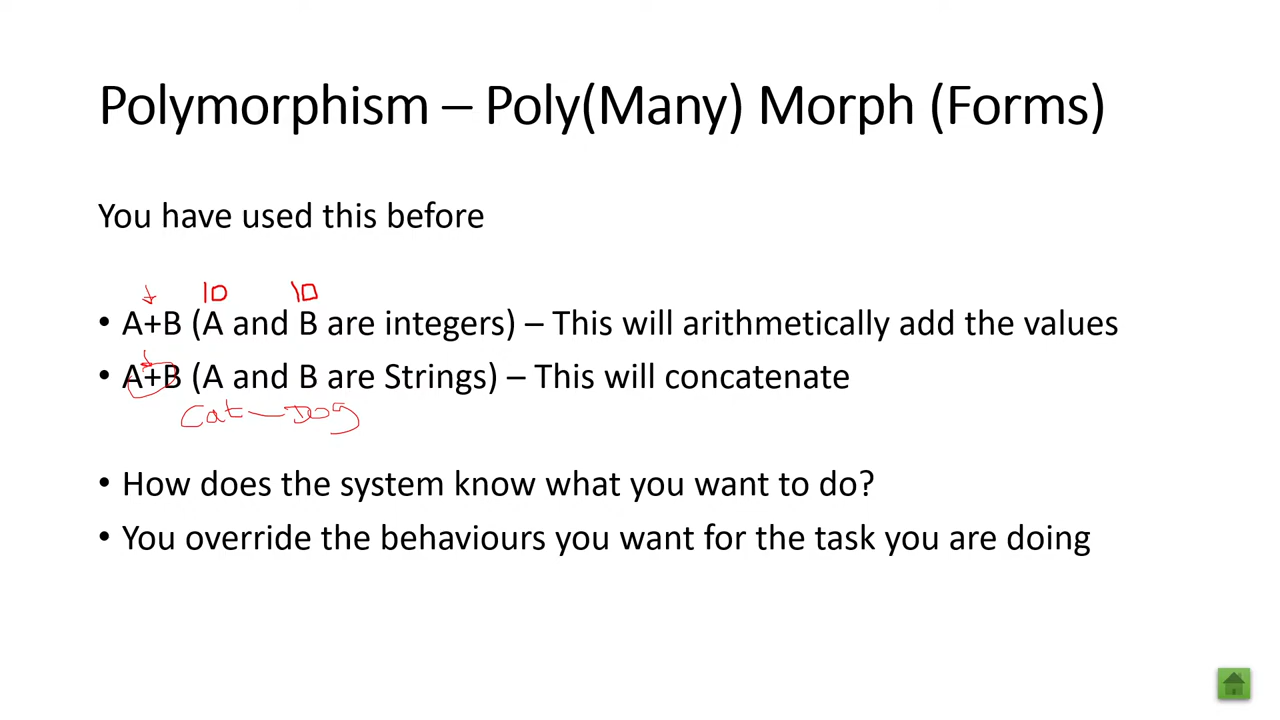 Polymorphism – Poly(Many) Morph (Forms)
You have used this before
10 10
• A+B (A and B are integers) – This will arithmetically add the values
• A+B (A and B are Strings) – This will concatenate
Cat — Dog
• How does the system know what you want to do?
• You override the behaviours you want for the task you are doing